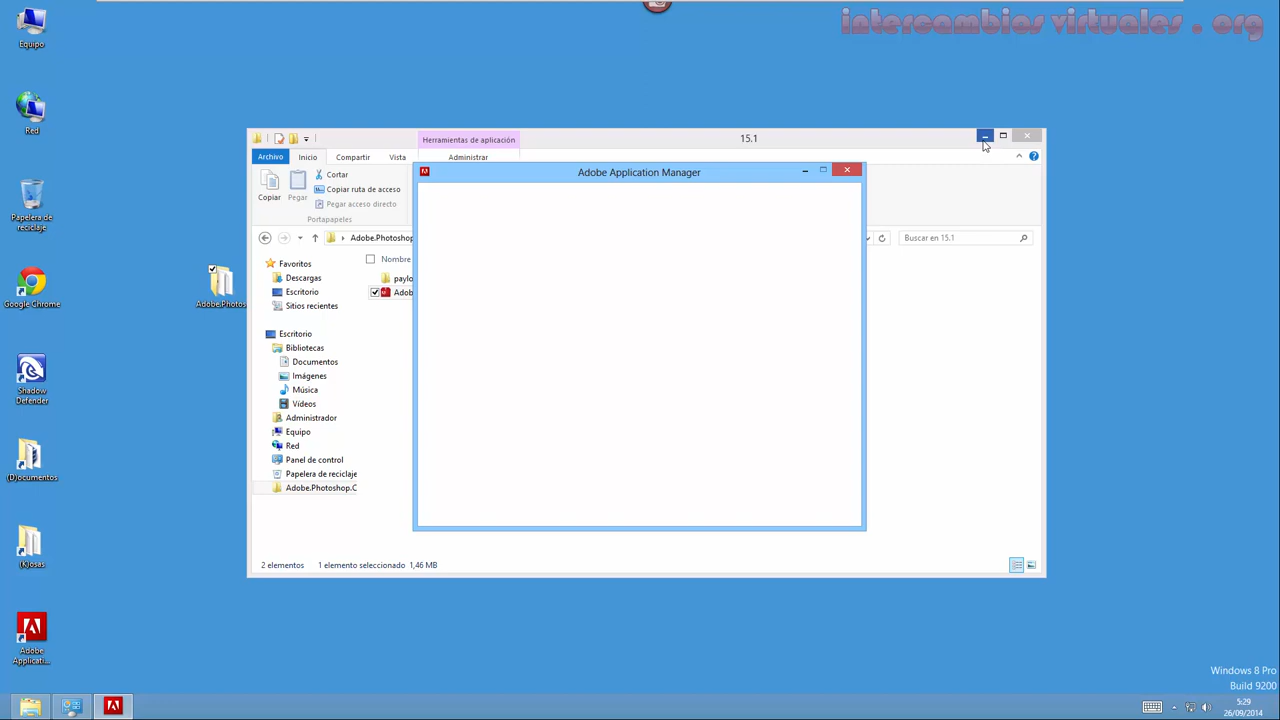 intercambios virtuales . org
Equipo
Red
Papelera de
reciclaje
Google Chrome
Adobe.Photos
Shadow
Defender
(D)ocumentos
(K)osas
Adobe
Applicati...
Herramientas de aplicación
15.1
Archivo
Inicio
Compartir
Vista
Administrar
Copiar
Pegar
Cortar
Copiar ruta de acceso
Pegar acceso directo
Portapapeles
Adobe.Photoshop
Buscar en 15.1
Favoritos
Descargas
Escritorio
Sitios recientes
Escritorio
Bibliotecas
Documentos
Imágenes
Música
Vídeos
Administrador
Equipo
Red
Panel de control
Papelera de reciclaje
Adobe.Photoshop.C
Nombre
paylo
Adob
2 elementos
1 elemento seleccionado 1,46 MB
Adobe Application Manager
Windows 8 Pro
Build 9200
5:29
26/09/2014